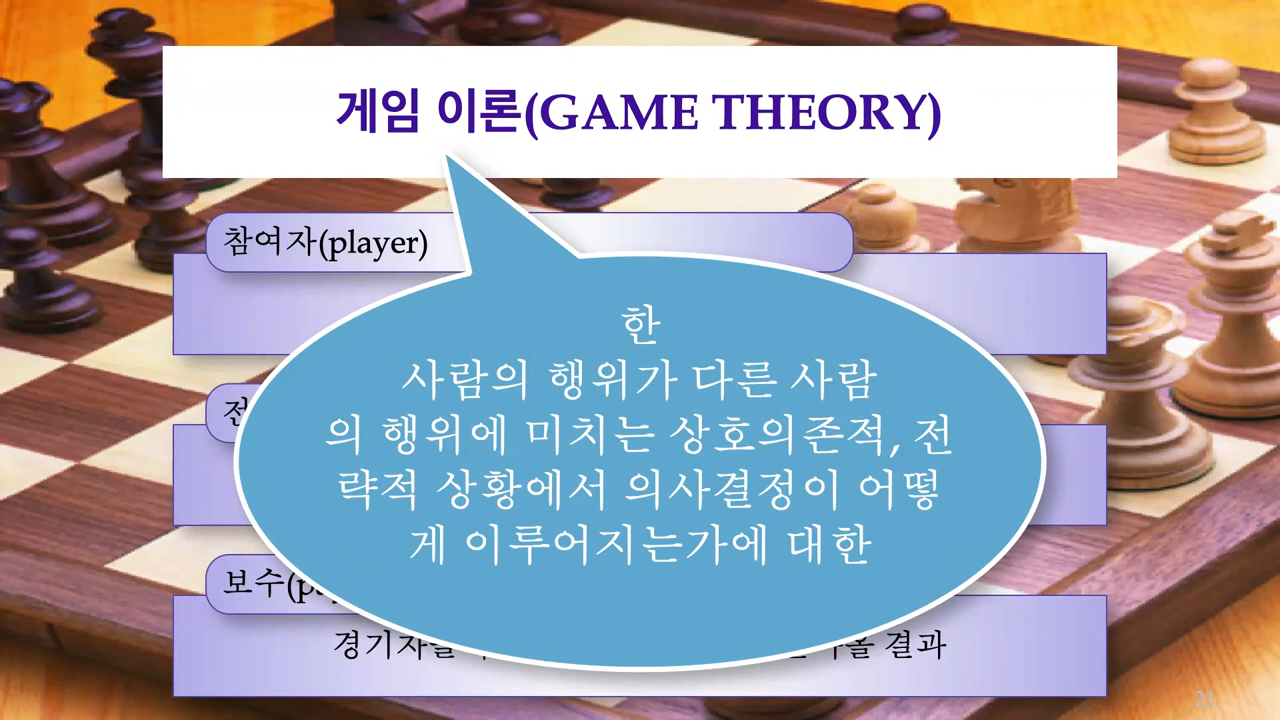 게임 이론(GAME THEORY)
참여자(player)
한
사람의 행위가 다른 사람
의 행위에 미치는 상호의존적, 전
략적 상황에서 의사결정이 어떻
게 이루어지는가에 대한
보수
결과
21